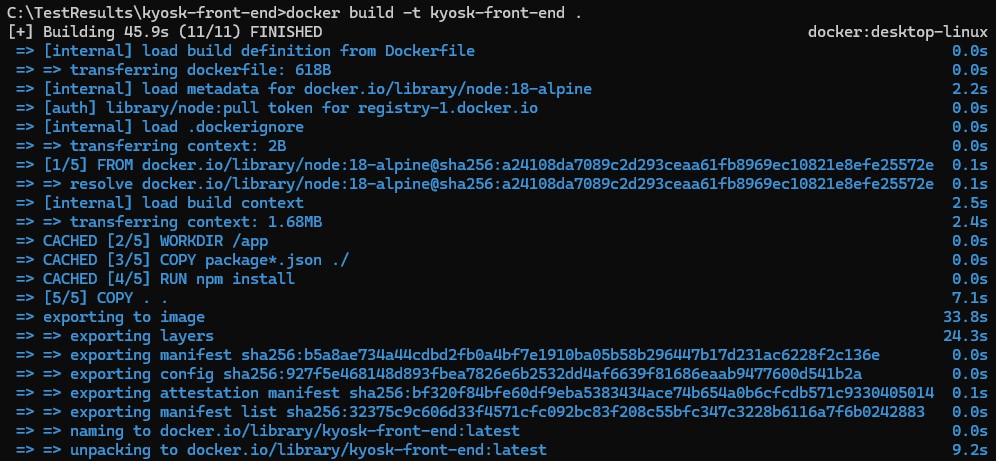 C:\TestResults\kyosk-front-end>docker build -t kyosk-front-end .
[+] Building 45.9s (11/11) FINISHED docker:desktop-linux
=> [internal] load build definition from Dockerfile 0.0s
=> => transferring dockerfile: 618B 0.0s
=> [internal] load metadata for docker.io/library/node:18-alpine 2.2s
=> [auth] library/node:pull token for registry-1.docker.io 0.0s
=> [internal] load .dockerignore 0.0s
=> => transferring context: 2B 0.0s
=> [1/5] FROM docker.io/library/node:18-alpine@sha256:a24108da7089c2d293ceaa61fb8969ec10821e8efe25572e 0.1s
=> => resolve docker.io/library/node:18-alpine@sha256:a24108da7089c2d293ceaa61fb8969ec10821e8efe25572e 0.1s
=> [internal] load build context 2.5s
=> => transferring context: 1.68MB 2.4s
=> CACHED [2/5] WORKDIR /app 0.0s
=> CACHED [3/5] COPY package*.json ./ 0.0s
=> CACHED [4/5] RUN npm install 0.0s
=> [5/5] COPY . . 7.1s
=> exporting to image 33.8s
=> => exporting layers 24.3s
=> => exporting manifest sha256:b5a8ae734a44cdbd2fb0a4bf7e1910ba05b58b296447b17d231ac6228f2c136e 0.0s
=> => exporting config sha256:927f5e468148d893fbea7826e6b2532dd4af6639f81686eaab9477600d541b2a 0.0s
=> => exporting attestation manifest sha256:bf320f84bfe60df9eba5383434ace74b654a0b6cfcdb571c9330405014 0.1s
=> => exporting manifest list sha256:32375c9c606d33f4571cfc092bc83f208c55bfc347c3228b6116a7f6b0242883 0.0s
=> => naming to docker.io/library/kyosk-front-end:latest 0.0s
=> => unpacking to docker.io/library/kyosk-front-end:latest 9.2s